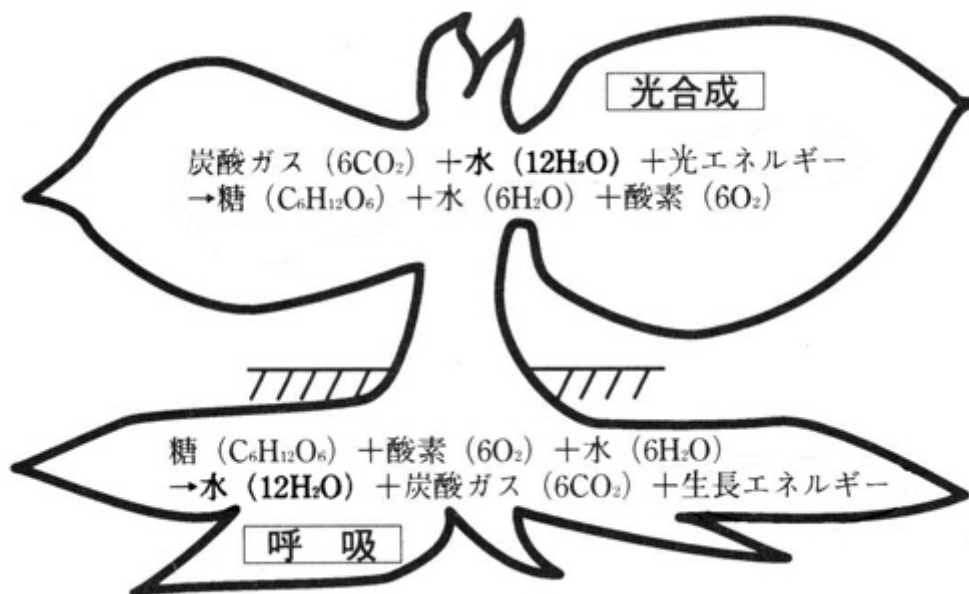 光合成
炭酸ガス（6CO₂）＋水（12H₂O）＋光エネルギー
→糖（C₆H₁₂O₆）＋水（6H₂O）＋酸素（6O₂）
糖（C₆H₁₂O₆）＋酸素（6O₂）＋水（6H₂O）
→水（12H₂O）＋炭酸ガス（6CO₂）＋生長エネルギー
呼　吸